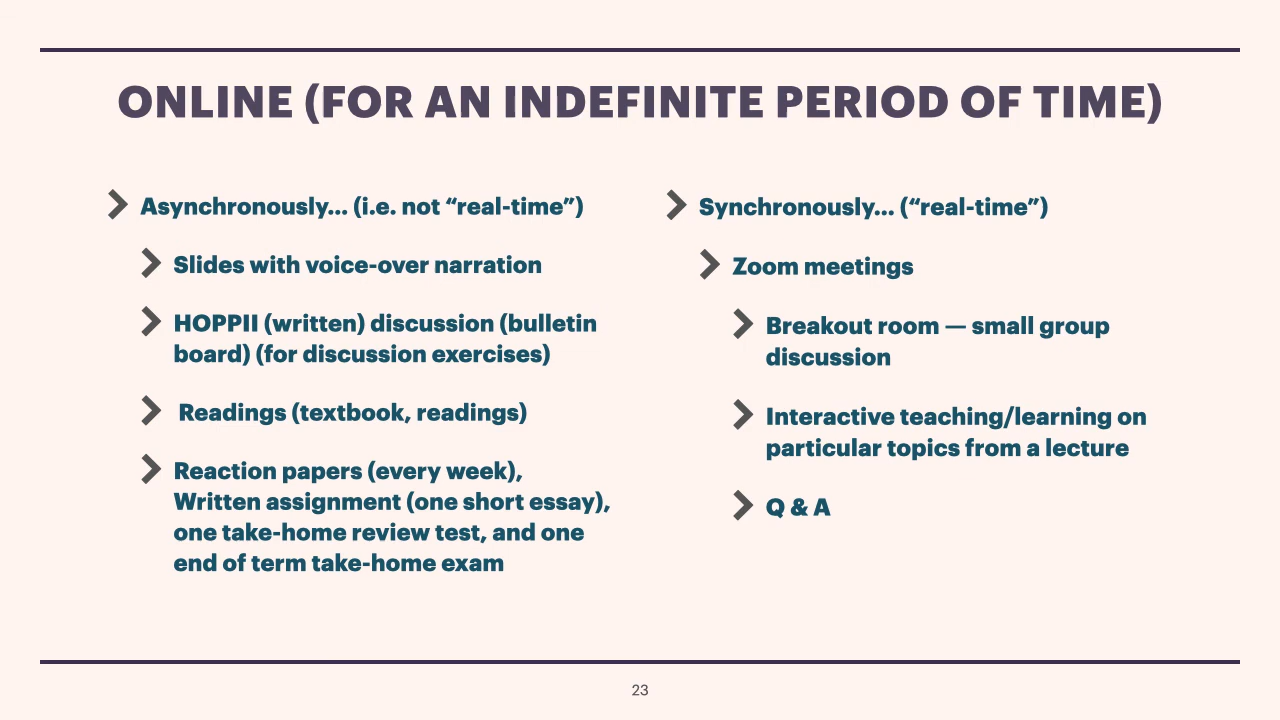 ONLINE (FOR AN INDEFINITE PERIOD OF TIME)
Asynchronously... (i.e. not “real-time”)
Slides with voice-over narration
HOPPII (written) discussion (bulletin
board) (for discussion exercises)
Readings (textbook, readings)
Reaction papers (every week),
Written assignment (one short essay),
one take-home review test, and one
end of term take-home exam
Synchronously... (“real-time”)
Zoom meetings
Breakout room — small group
discussion
Interactive teaching/learning on
particular topics from a lecture
Q & A
23